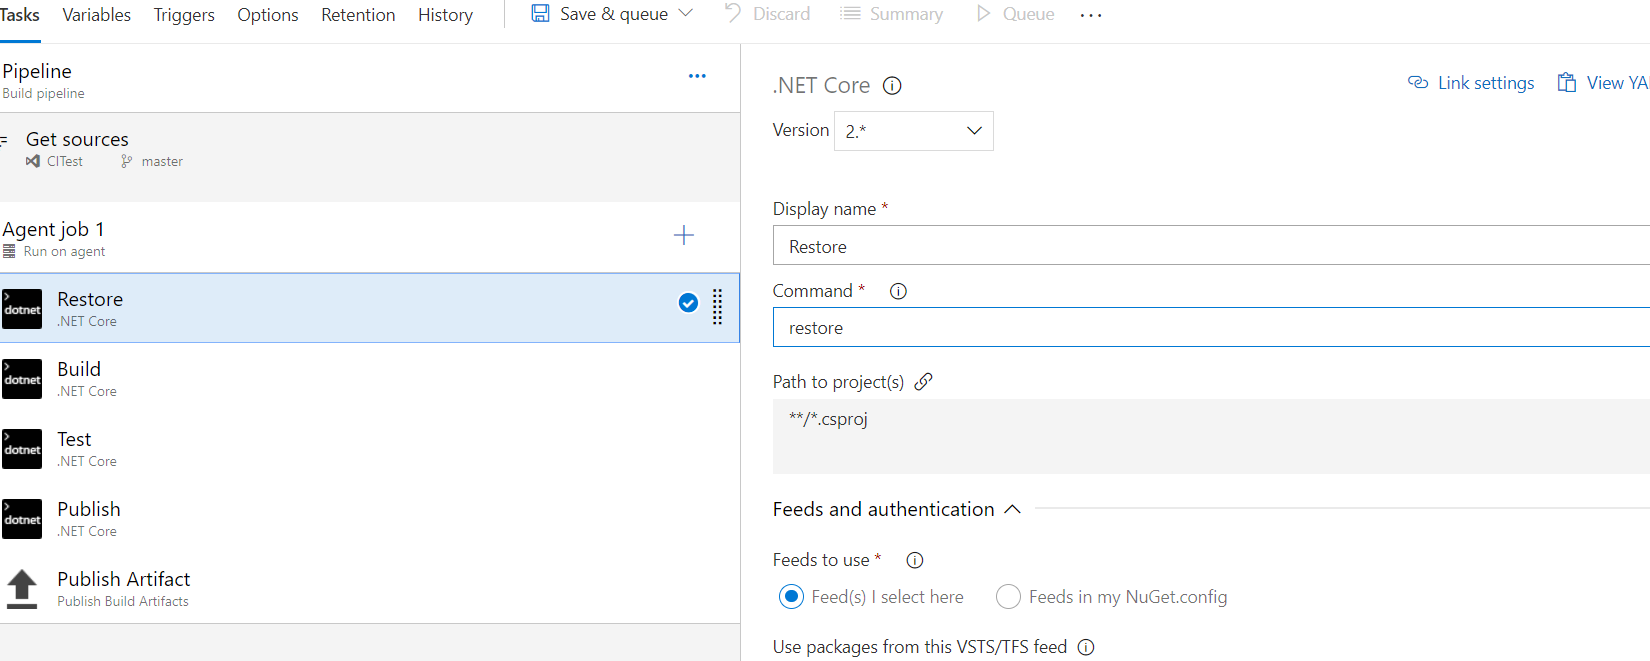 Tasks Variables Triggers Options Retention History Save & queue Discard Summary Queue ...
Pipeline
Build pipeline
Get sources
CITest master
Agent job 1
Run on agent
dotnet Restore
.NET Core
dotnet Build
.NET Core
dotnet Test
.NET Core
dotnet Publish
.NET Core
Publish Artifact
Publish Build Artifacts
.NET Core
Link settings View YA
Version 2.*
Display name *
Restore
Command *
restore
Path to project(s)
**/*.csproj
Feeds and authentication
Feeds to use *
Feed(s) I select here Feeds in my NuGet.config
Use packages from this VSTS/TFS feed